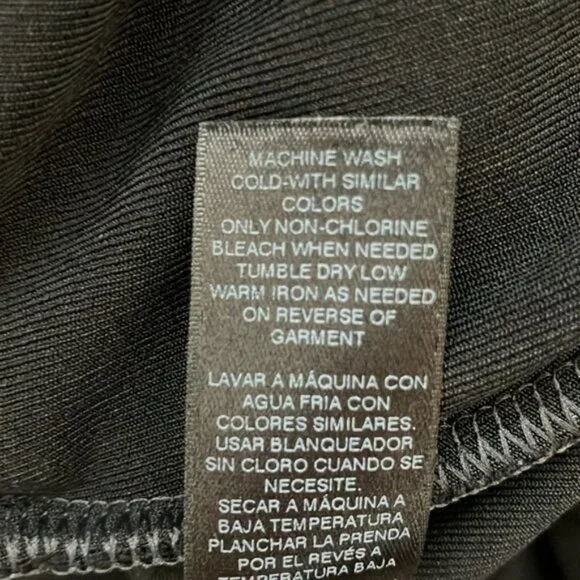 MACHINE WASH
COLD-WITH SIMILAR
COLORS
ONLY NON-CHLORINE
BLEACH WHEN NEEDED
TUMBLE DRY LOW
WARM IRON AS NEEDED
ON REVERSE OF
GARMENT
LAVAR A MÁQUINA CON
AGUA FRIA CON
COLORES SIMILARES.
USAR BLANQUEADOR
SIN CLORO CUANDO SE
NECESITE.
SECAR A MÁQUINA A
BAJA TEMPERATURA
PLANCHAR LA PRENDA
POR EL REVÉS A
TEMPERATURA BAJA